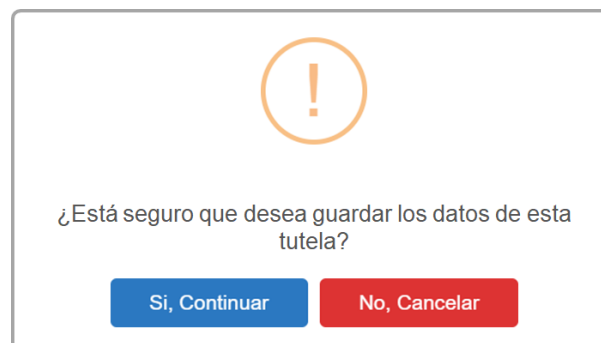 ¿Está seguro que desea guardar los datos de esta
tutela?
Si, Continuar
No, Cancelar